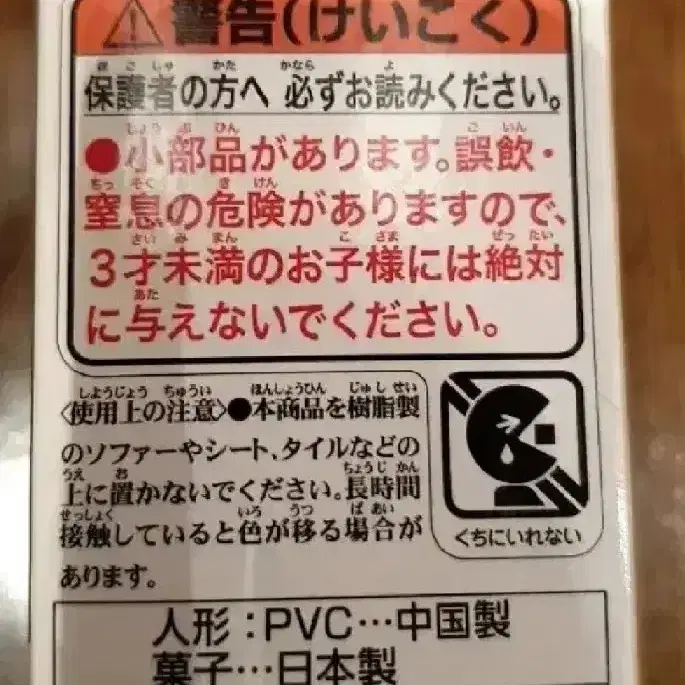 警告(けいこく)
保護者の方へ 必ずお読みください。
●小部品があります。誤飲・
窒息の危険がありますので、
3才未満のお子様には絶対
に与えないでください。
〈使用上の注意〉●本商品を樹脂製
のソファーやシート、タイルなどの
上に置かないでください。長時間
接触していると色が移る場合が
あります。
くちにいれない
人形:PVC…中国製
菓子…日本製